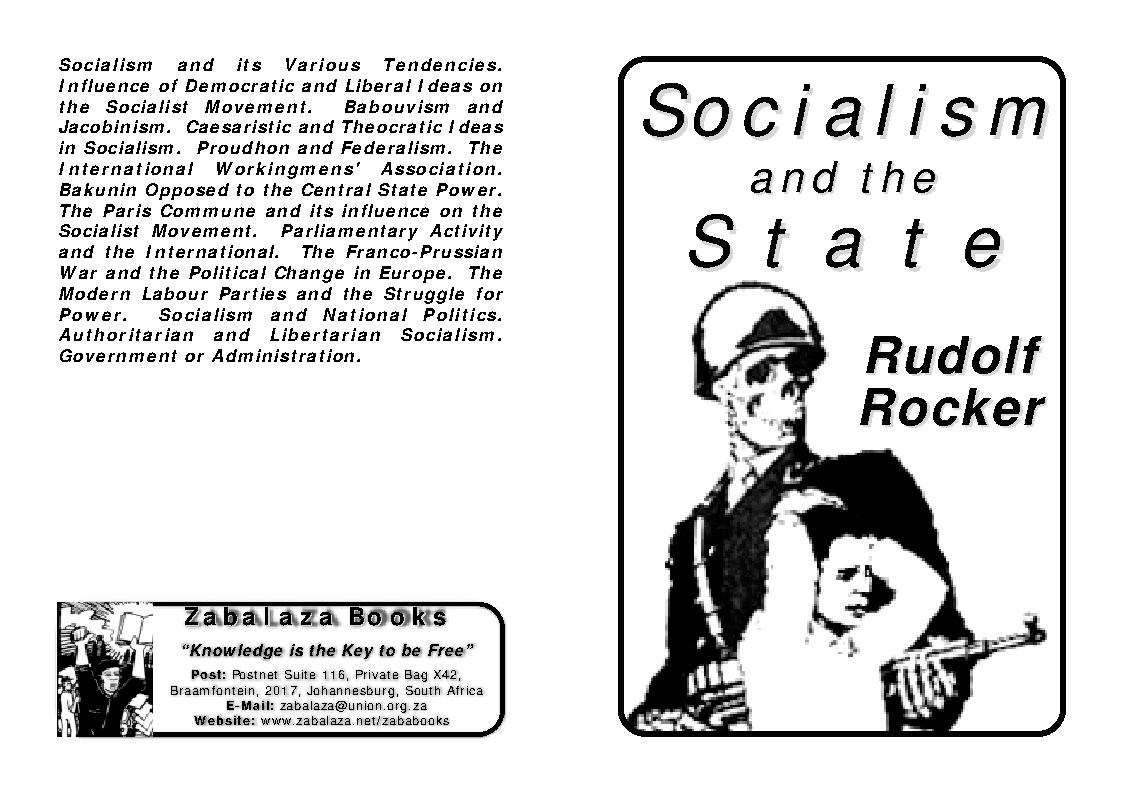 Socialism and its Various Tendencies.
Influence of Democratic and Liberal Ideas on
the Socialist Movement. Babouvism and
Jacobinism. Caesaristic and Theocratic Ideas
in Socialism. Proudhon and Federalism. The
International Workingmens' Association.
Bakunin Opposed to the Central State Power.
The Paris Commune and its influence on the
Socialist Movement. Parliamentary Activity
and the International. The Franco-Prussian
War and the Political Change in Europe. The
Modern Labour Parties and the Struggle for
Power. Socialism and National Politics.
Authoritarian and Libertarian Socialism.
Government or Administration.
Zabalaza Books
“Knowledge is the Key to be Free”
Post: Postnet Suite 116, Private Bag X42,
Braamfontein, 2017, Johannesburg, South Africa
E-Mail: zabalaza@union.org.za
Website: www.zabalaza.net/zababooks
Socialism
and the
State
Rudolf
Rocker